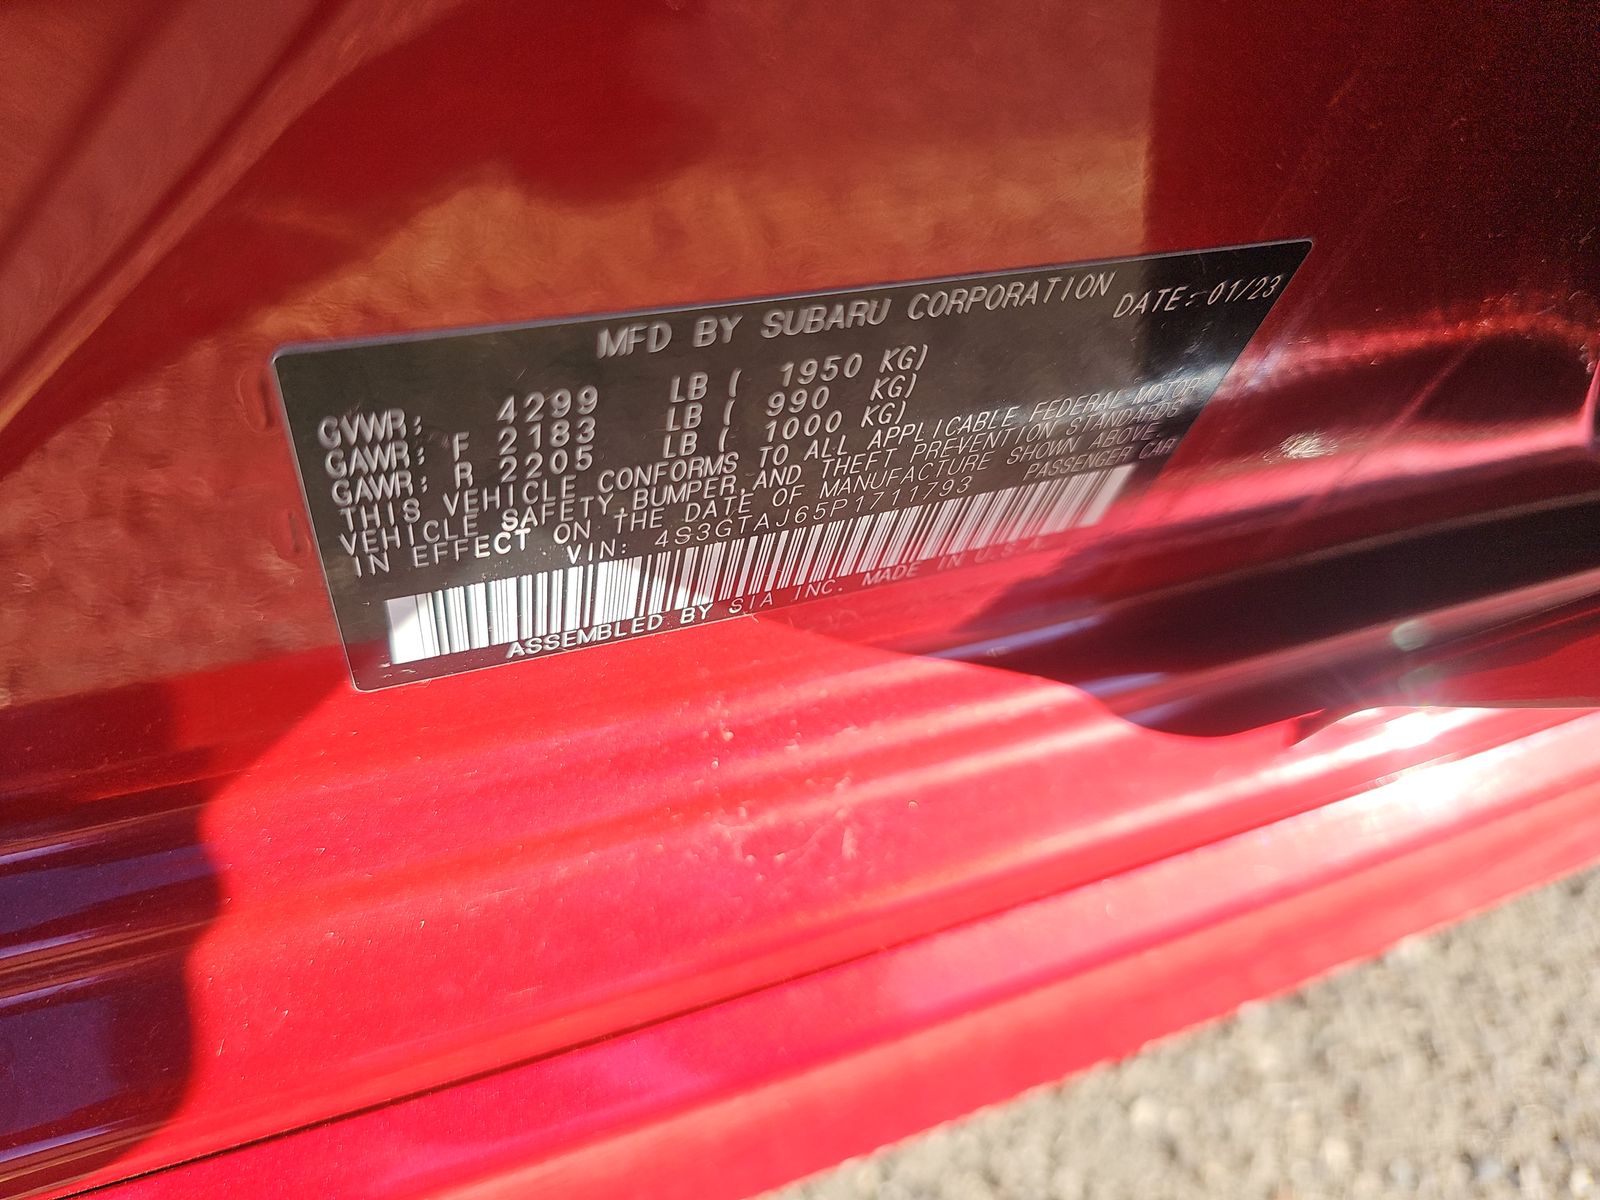 MFD BY SUBARU CORPORATION DATE: 01/23
GVWR: 4299 LB ( 1950 KG)
GAWR: F 2183 LB ( 990 KG)
GAWR: R 2205 LB ( 1000 KG)
THIS VEHICLE CONFORMS TO ALL APPLICABLE FEDERAL MOTOR
VEHICLE SAFETY,BUMPER,AND THEFT PREVENTION STANDARDS
IN EFFECT ON THE DATE OF MANUFACTURE SHOWN ABOVE.
VIN: 4S3GTAJ65P1711793 PASSENGER CAR
ASSEMBLED BY SIA INC. MADE IN U.S.A.